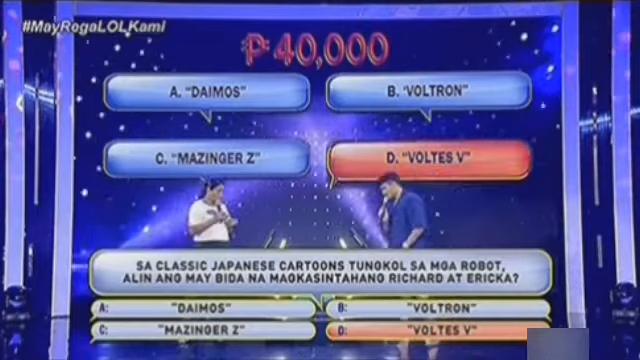 #MayRogaLOLKami
₱ 40,000
A. "DAIMOS"
B. "VOLTRON"
C. "MAZINGER Z"
D. "VOLTES V"
SA CLASSIC JAPANESE CARTOONS TUNGKOL SA MGA ROBOT,
ALIN ANG MAY BIDA NA MAGKASINTAHANG RICHARD AT ERICKA?
A: "DAIMOS"
B: "VOLTRON"
C: "MAZINGER Z"
D: "VOLTES V"